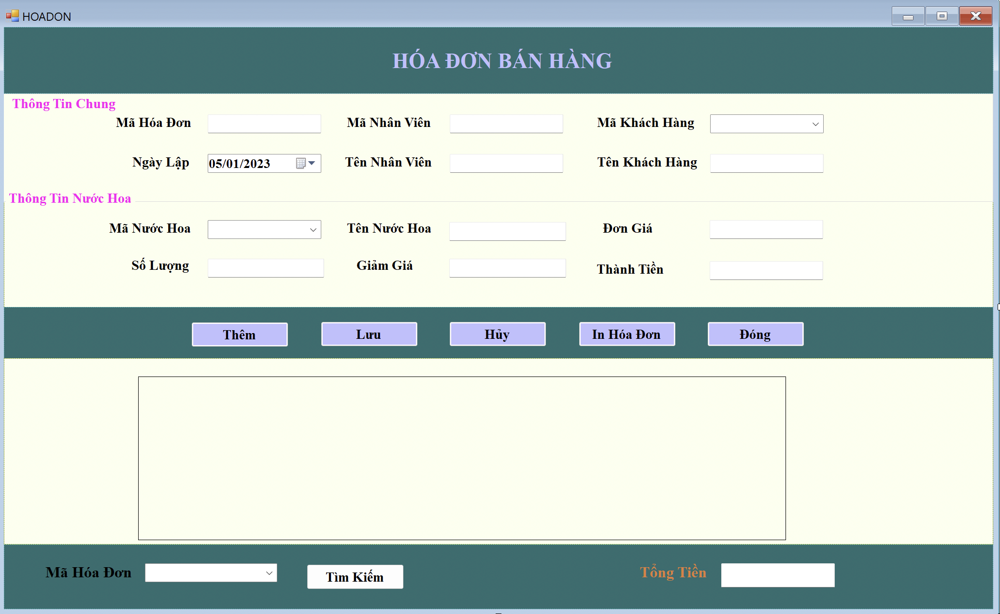 HOADON
HÓA ĐƠN BÁN HÀNG
Thông Tin Chung
Mã Hóa Đơn Mã Nhân Viên Mã Khách Hàng
Ngày Lập 05/01/2023 Tên Nhân Viên Tên Khách Hàng
Thông Tin Nước Hoa
Mã Nước Hoa Tên Nước Hoa Đơn Giá
Số Lượng Giảm Giá Thành Tiền
Thêm Lưu Hủy In Hóa Đơn Đóng
Mã Hóa Đơn Tìm Kiếm Tổng Tiền